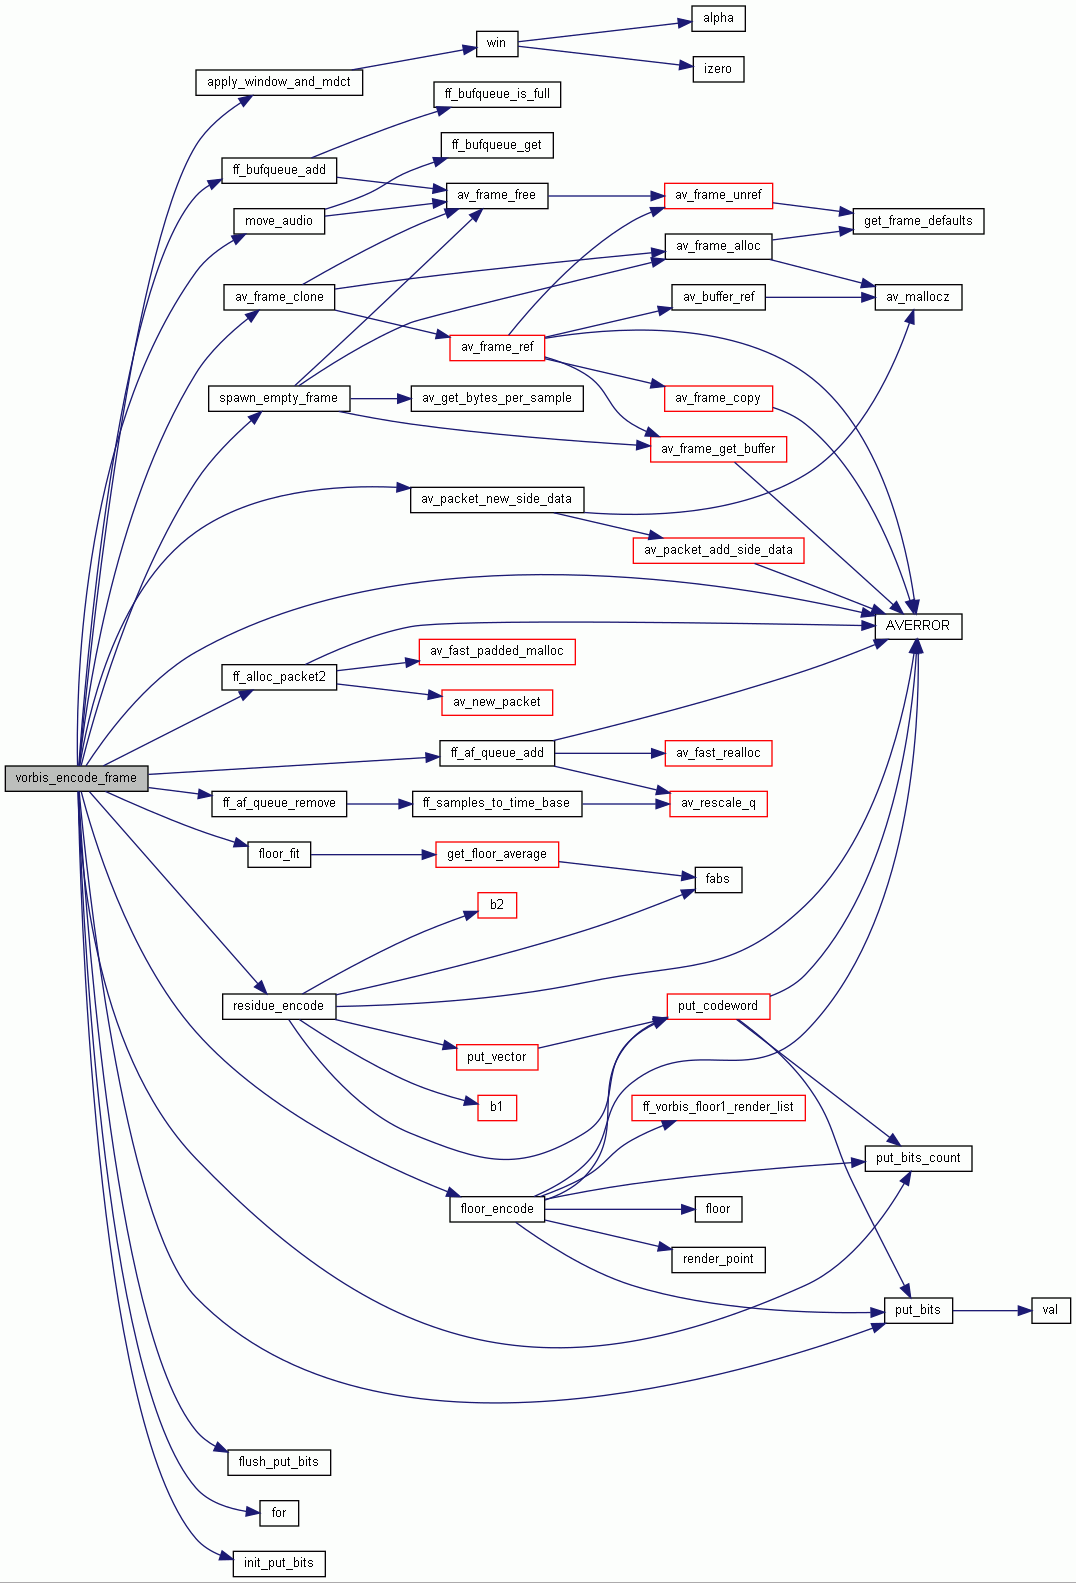 alpha
win
izero
apply_window_and_mdct
ff_bufqueue_is_full
ff_bufqueue_get
ff_bufqueue_add
av_frame_free
av_frame_unref
move_audio
get_frame_defaults
av_frame_alloc
av_frame_clone
av_buffer_ref
av_mallocz
av_frame_ref
spawn_empty_frame
av_get_bytes_per_sample
av_frame_copy
av_frame_get_buffer
av_packet_new_side_data
av_packet_add_side_data
AVERROR
av_fast_padded_malloc
ff_alloc_packet2
av_new_packet
ff_af_queue_add
av_fast_realloc
vorbis_encode_frame
ff_af_queue_remove
ff_samples_to_time_base
av_rescale_q
floor_fit
get_floor_average
fabs
b2
residue_encode
put_codeword
put_vector
b1
ff_vorbis_floor1_render_list
put_bits_count
floor_encode
floor
render_point
put_bits
val
flush_put_bits
for
init_put_bits